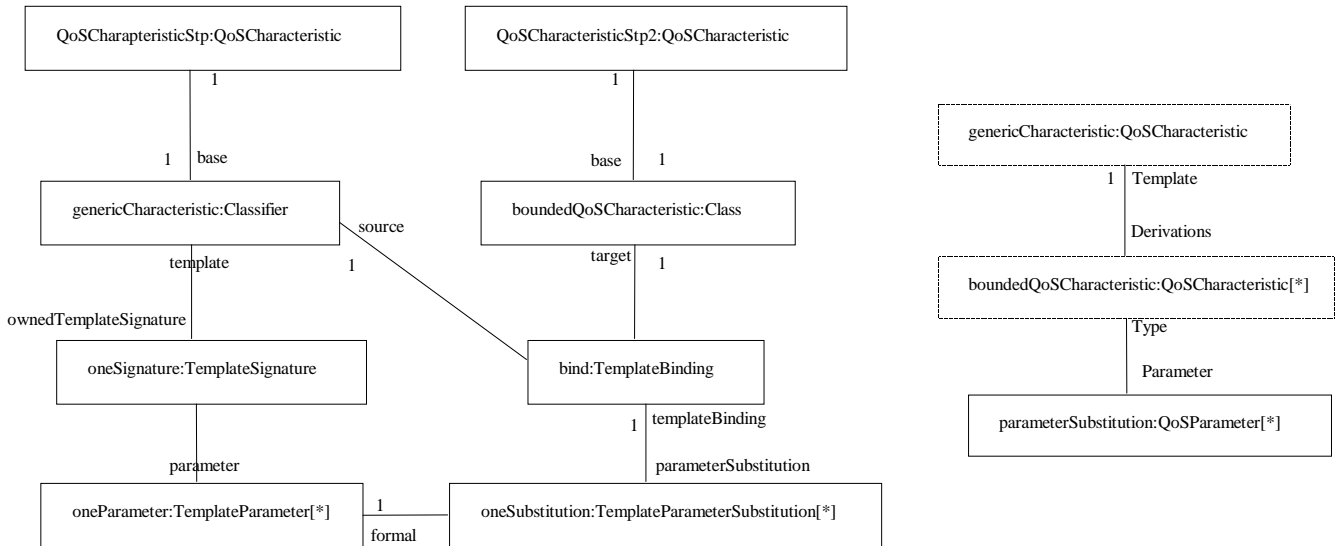 QoSCharapteristicStp:QoSCharacteristic
QoSCharacteristicStp2:QoSCharacteristic
1
1
1
base
base
1
genericCharacteristic:Classifier
boundedQoSCharacteristic:Class
source
template
1
target
1
ownedTemplateSignature
oneSignature:TemplateSignature
bind:TemplateBinding
1
templateBinding
parameter
parameterSubstitution
oneParameter:TemplateParameter[*]
1
formal
oneSubstitution:TemplateParameterSubstitution[*]
genericCharacteristic:QoSCharacteristic
1
Template
Derivations
boundedQoSCharacteristic:QoSCharacteristic[*]
Type
Parameter
parameterSubstitution:QoSParameter[*]